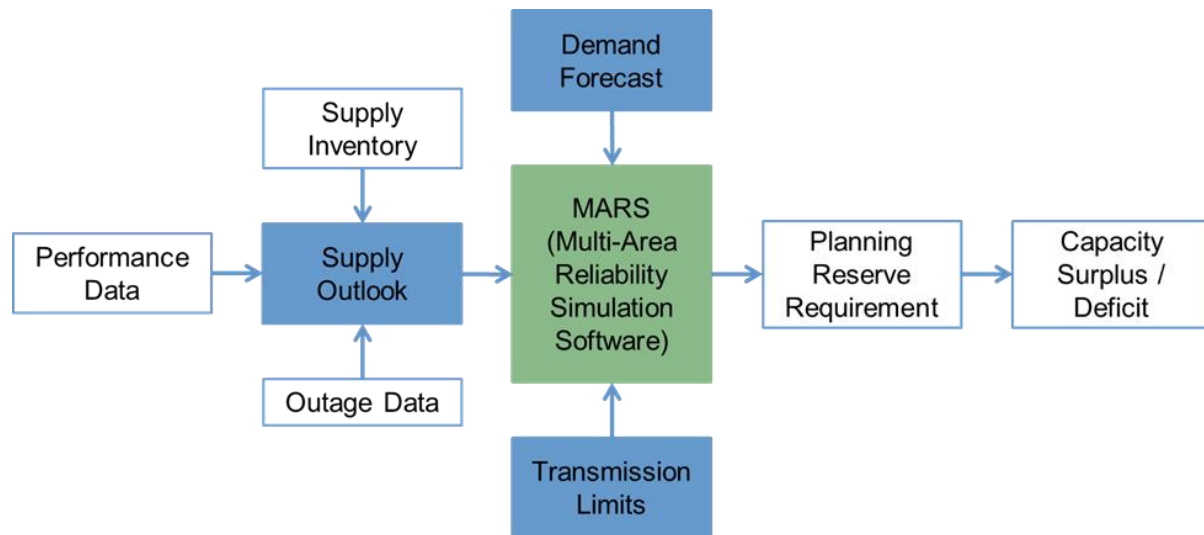 Demand
Forecast
Supply
Inventory
Performance
Data
Supply
Outlook
Outage Data
MARS
(Multi-Area
Reliability
Simulation
Software)
Transmission
Limits
Planning
Reserve
Requirement
Capacity
Surplus /
Deficit